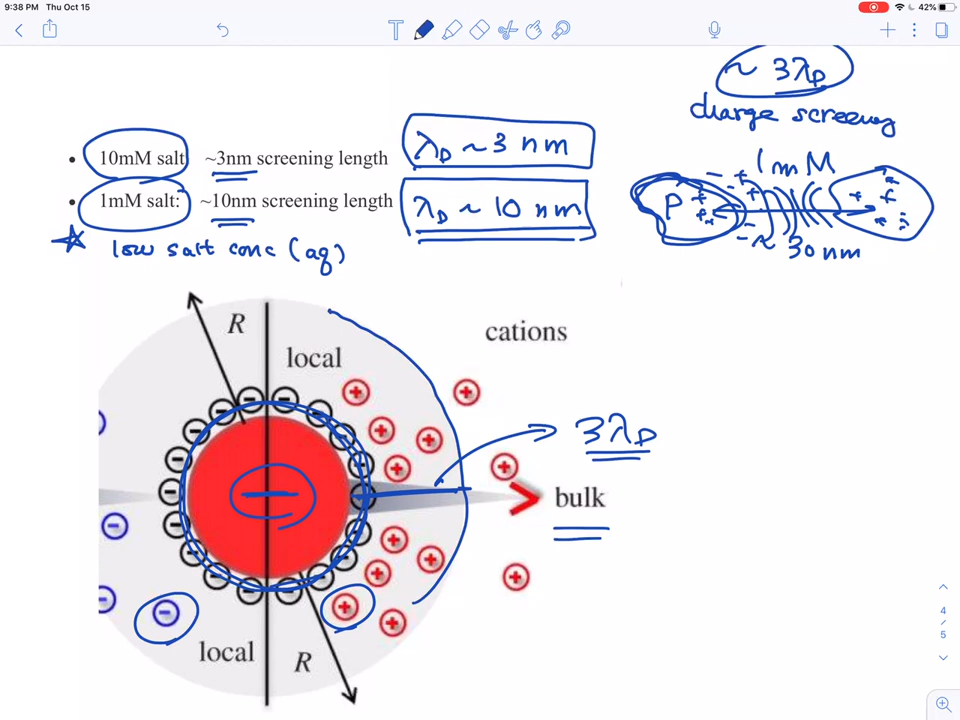 9:38 PM Thu Oct 15
42%
~ 3λD
charge screening
• 10mM salt: ~3nm screening length
λD ~ 3 nm
1mM
• 1mM salt: ~10nm screening length
λD ~ 10 nm
P
~ 30 nm
low salt conc (aq)
R
local
cations
3λD
bulk
local
R
4
/
5